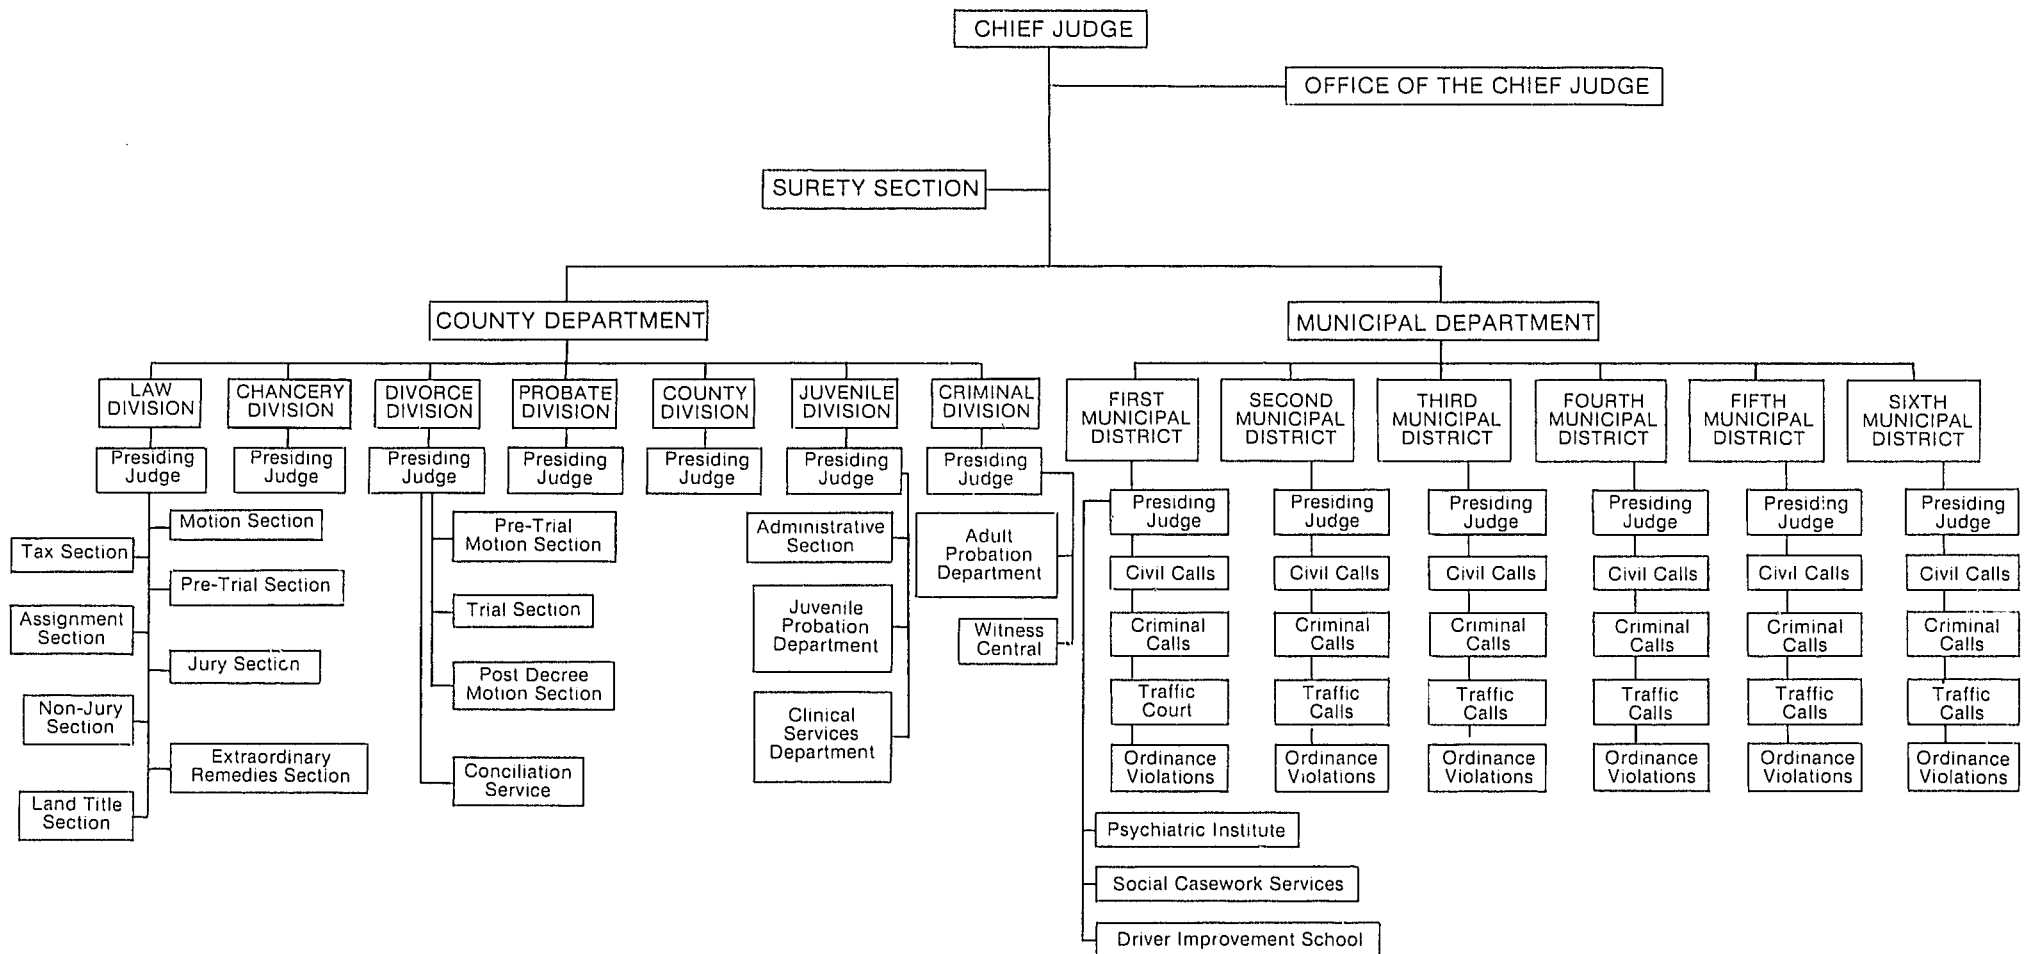 CHIEF JUDGE
OFFICE OF THE CHIEF JUDGE
SURETY SECTION
COUNTY DEPARTMENT
MUNICIPAL DEPARTMENT
LAW
DIVISION
CHANCERY
DIVISION
DIVORCE
DIVISION
PROBATE
DIVISION
COUNTY
DIVISION
JUVENILE
DIVISION
CRIMINAL
DIVISION
FIRST
MUNICIPAL
DISTRICT
SECOND
MUNICIPAL
DISTRICT
THIRD
MUNICIPAL
DISTRICT
FOURTH
MUNICIPAL
DISTRICT
FIFTH
MUNICIPAL
DISTRICT
SIXTH
MUNICIPAL
DISTRICT
Presiding
Judge
Presiding
Judge
Presiding
Judge
Presiding
Judge
Presiding
Judge
Presiding
Judge
Presiding
Judge
Motion Section
Tax Section
Pre-Trial Section
Assignment
Section
Jury Section
Non-Jury
Section
Extraordinary
Remedies Section
Land Title
Section
Pre-Trial
Motion Section
Trial Section
Post Decree
Motion Section
Conciliation
Service
Administrative
Section
Juvenile
Probation
Department
Clinical
Services
Department
Adult
Probation
Department
Witness
Central
Presiding
Judge
Civil Calls
Criminal
Calls
Traffic
Court
Ordinance
Violations
Psychiatric Institute
Social Casework Services
Driver Improvement School
Presiding
Judge
Civil Calls
Criminal
Calls
Traffic
Calls
Ordinance
Violations
Presiding
Judge
Civil Calls
Criminal
Calls
Traffic
Calls
Ordinance
Violations
Presiding
Judge
Civil Calls
Criminal
Calls
Traffic
Calls
Ordinance
Violations
Presiding
Judge
Civil Calls
Criminal
Calls
Traffic
Calls
Ordinance
Violations
Presiding
Judge
Civil Calls
Criminal
Calls
Traffic
Calls
Ordinance
Violations